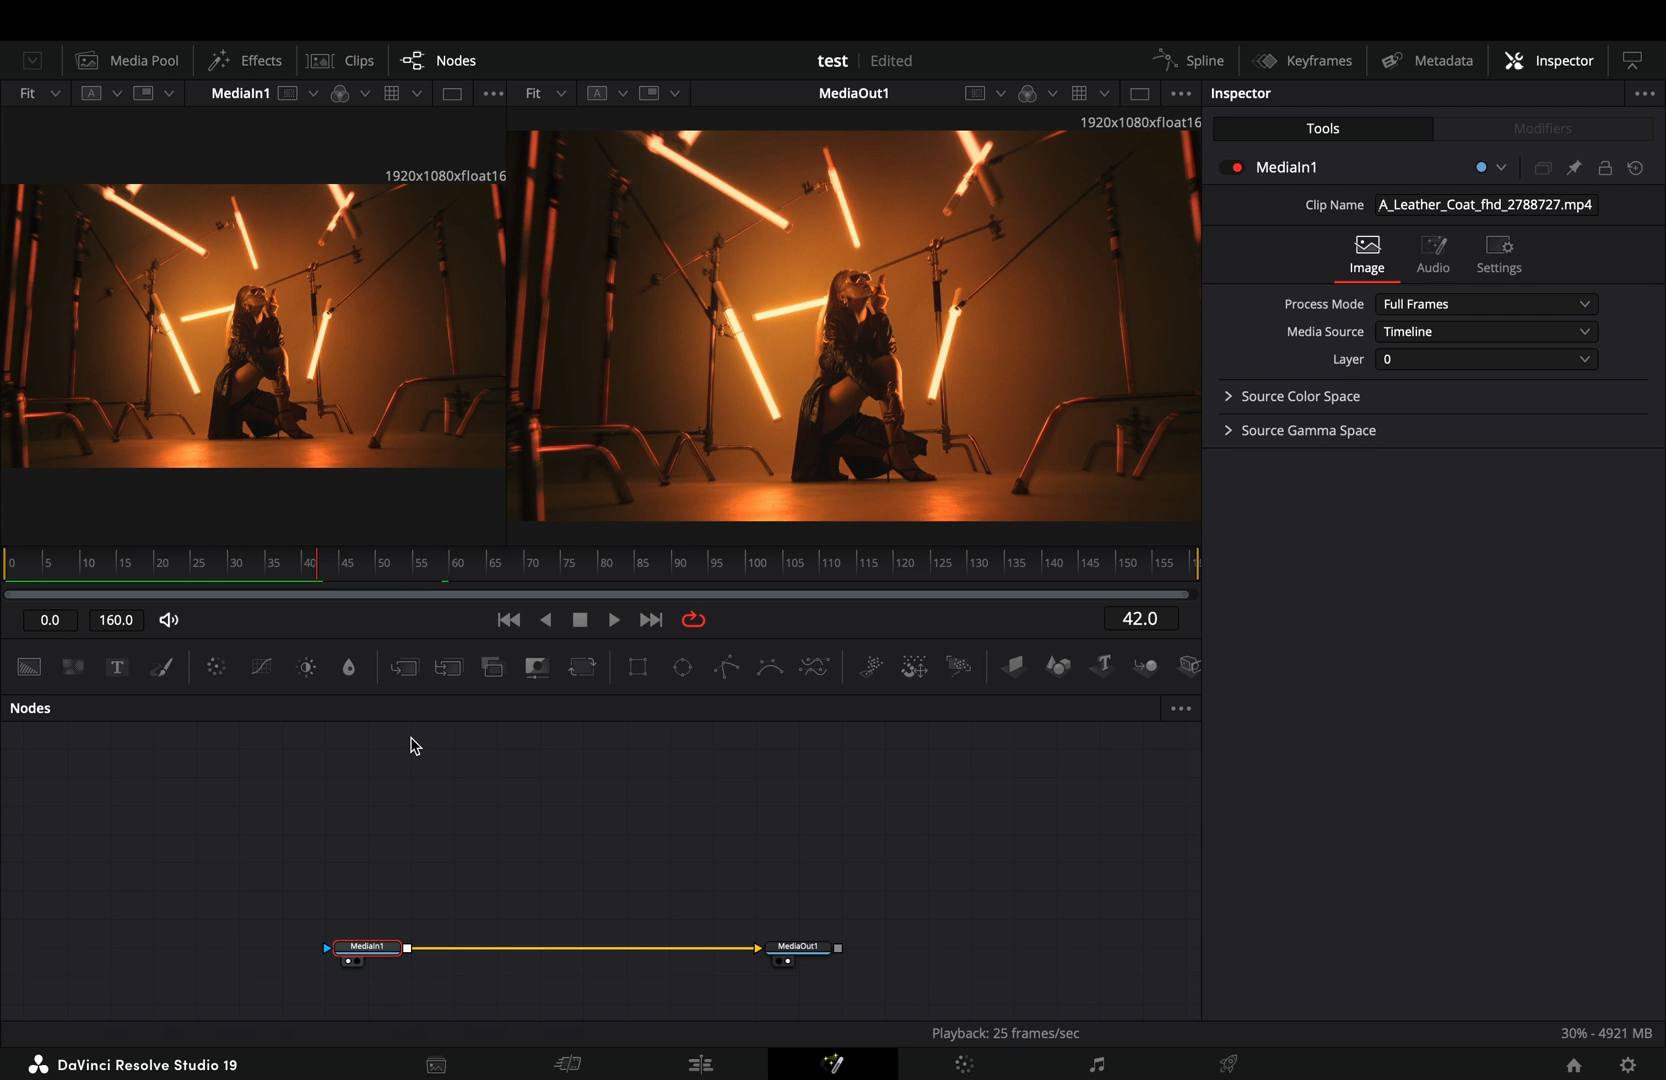 Media Pool Effects Clips Nodes test Edited Spline Keyframes Metadata Inspector
Fit A MediaIn1 Fit A MediaOut1 Inspector
1920x1080xfloat16
1920x1080xfloat16
Tools Modifiers
MediaIn1
Clip Name A_Leather_Coat_fhd_2788727.mp4
Image Audio Settings
Process Mode Full Frames
Media Source Timeline
Layer 0
Source Color Space
Source Gamma Space
0 5 10 15 20 25 30 35 40 45 50 55 60 65 70 75 80 85 90 95 100 105 110 115 120 125 130 135 140 145 150 155
0.0 160.0 42.0
T T
Nodes
MediaIn1 MediaOut1
Playback: 25 frames/sec 30% - 4921 MB
DaVinci Resolve Studio 19